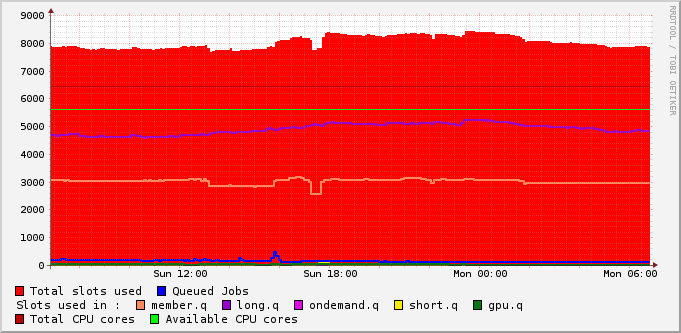 9000
8000
7000
6000
5000
4000
3000
2000
1000
0
Sun 12:00 Sun 18:00 Mon 00:00 Mon 06:00
RRDTOOL / TOBI OETIKER
Total slots used Queued Jobs
Slots used in : member.q long.q ondemand.q short.q gpu.q
Total CPU cores Available CPU cores